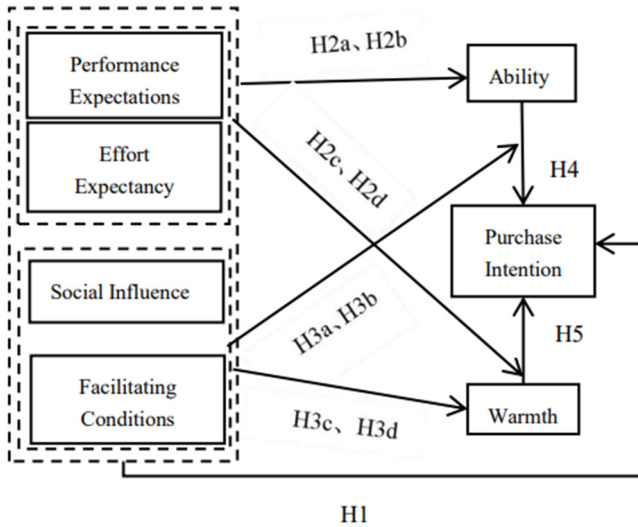 Performance
Expectations
Effort
Expectancy
Social Influence
Facilitating
Conditions
H2a、H2b
H2c、H2d
H3a、H3b
H3c、H3d
Ability
H4
Purchase
Intention
H5
Warmth
H1